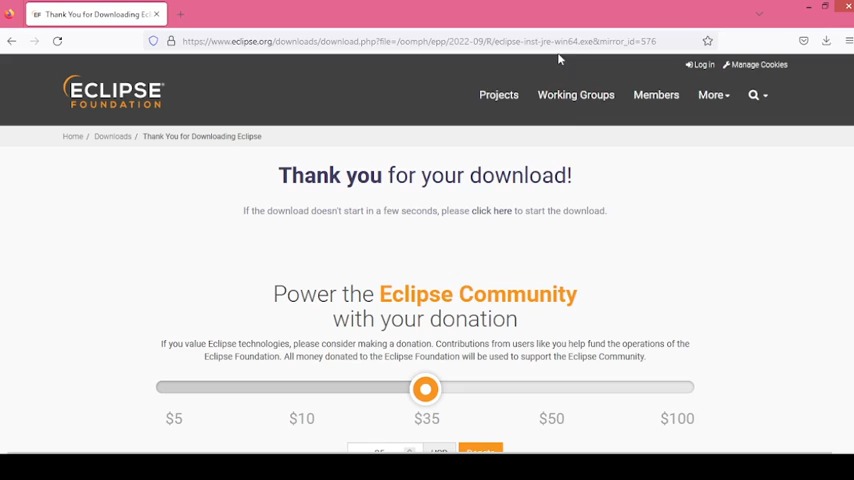 Thank You for Downloading Ecl
https://www.eclipse.org/downloads/download.php?file=/oomph/epp/2022-09/R/eclipse-inst-jre-win64.exe&mirror_id=576
Log in Manage Cookies
ECLIPSE
FOUNDATION
Projects Working Groups Members More
Home / Downloads / Thank You for Downloading Eclipse
Thank you for your download!
If the download doesn't start in a few seconds, please click here to start the download.
Power the Eclipse Community
with your donation
If you value Eclipse technologies, please consider making a donation. Contributions from users like you help fund the operations of the
Eclipse Foundation. All money donated to the Eclipse Foundation will be used to support the Eclipse Community.
$5 $10 $35 $50 $100